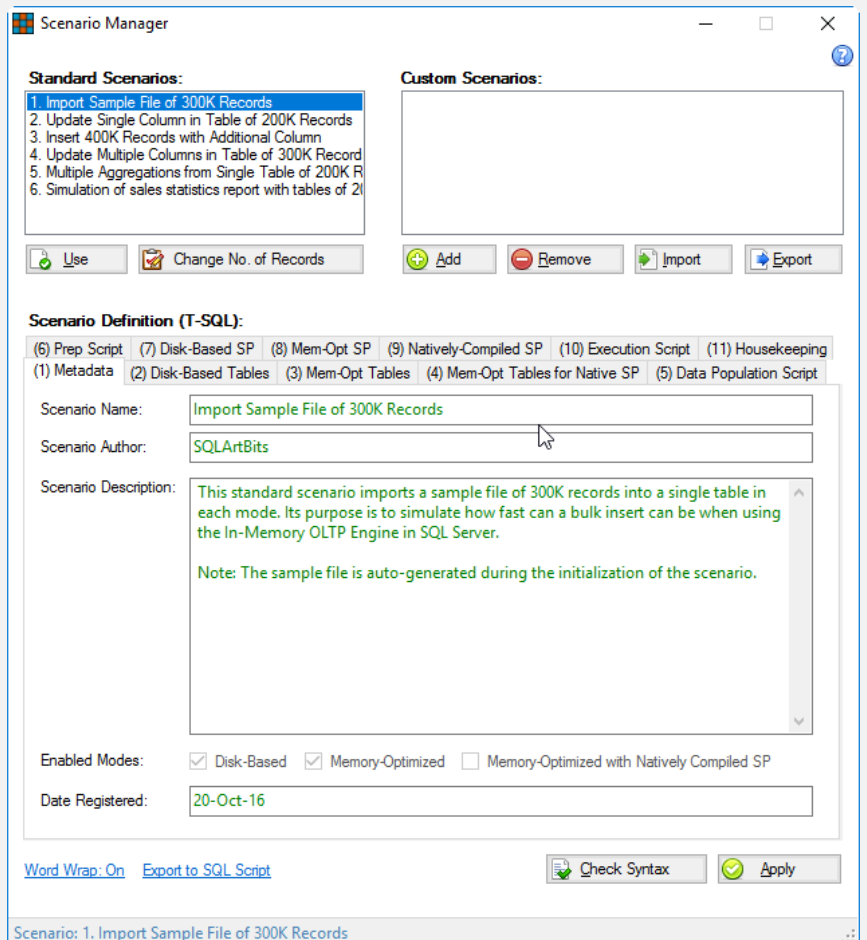 Scenario Manager
Standard Scenarios:
Custom Scenarios:
1. Import Sample File of 300K Records
2. Update Single Column in Table of 200K Records
3. Insert 400K Records with Additional Column
4. Update Multiple Columns in Table of 300K Record
5. Multiple Aggregations from Single Table of 200K R
6. Simulation of sales statistics report with tables of 20
Use
Change No. of Records
Add
Remove
Import
Export
Scenario Definition (T-SQL):
(6) Prep Script (7) Disk-Based SP (8) Mem-Opt SP (9) Natively-Compiled SP (10) Execution Script (11) Housekeeping
(1) Metadata (2) Disk-Based Tables (3) Mem-Opt Tables (4) Mem-Opt Tables for Native SP (5) Data Population Script
Scenario Name: Import Sample File of 300K Records
Scenario Author: SQLArtBits
Scenario Description: This standard scenario imports a sample file of 300K records into a single table in
each mode. Its purpose is to simulate how fast can a bulk insert can be when using
the In-Memory OLTP Engine in SQL Server.
Note: The sample file is auto-generated during the initialization of the scenario.
Enabled Modes: Disk-Based Memory-Optimized Memory-Optimized with Natively Compiled SP
Date Registered: 20-Oct-16
Word Wrap: On Export to SQL Script
Check Syntax
Apply
Scenario: 1. Import Sample File of 300K Records